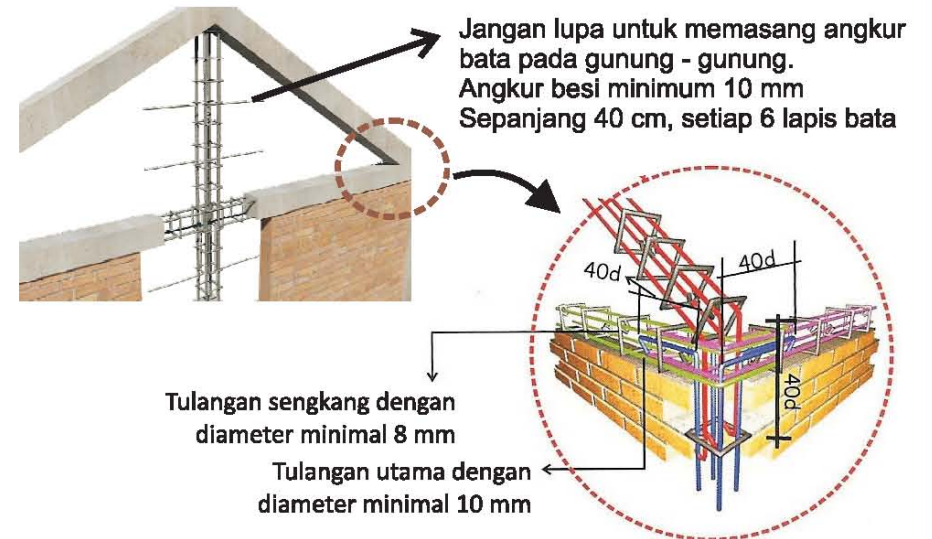 Jangan lupa untuk memasang angkur
bata pada gunung - gunung.
Angkur besi minimum 10 mm
Sepanjang 40 cm, setiap 6 lapis bata
40d
40d
40d
Tulangan sengkang dengan
diameter minimal 8 mm
Tulangan utama dengan
diameter minimal 10 mm